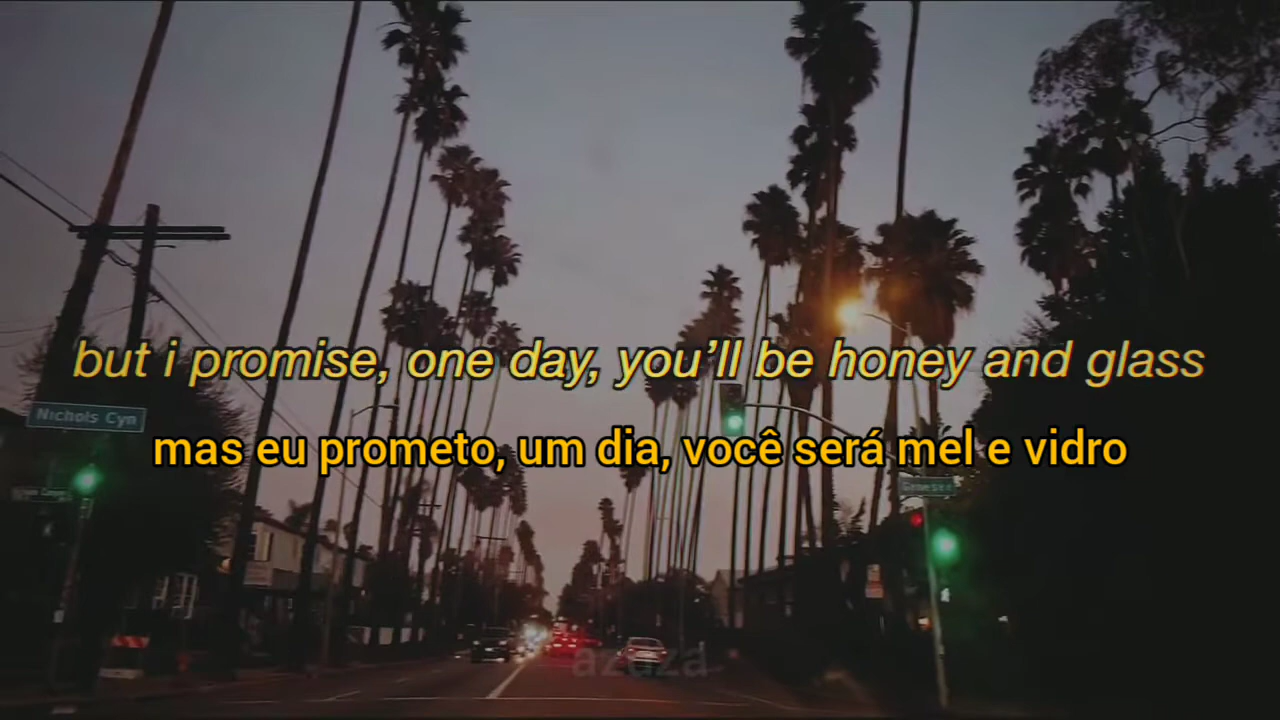 but i promise, one day, you'll be honey and glass
Nichols Cyn
mas eu prometo, um dia, você será mel e vidro
Genesee
azuza